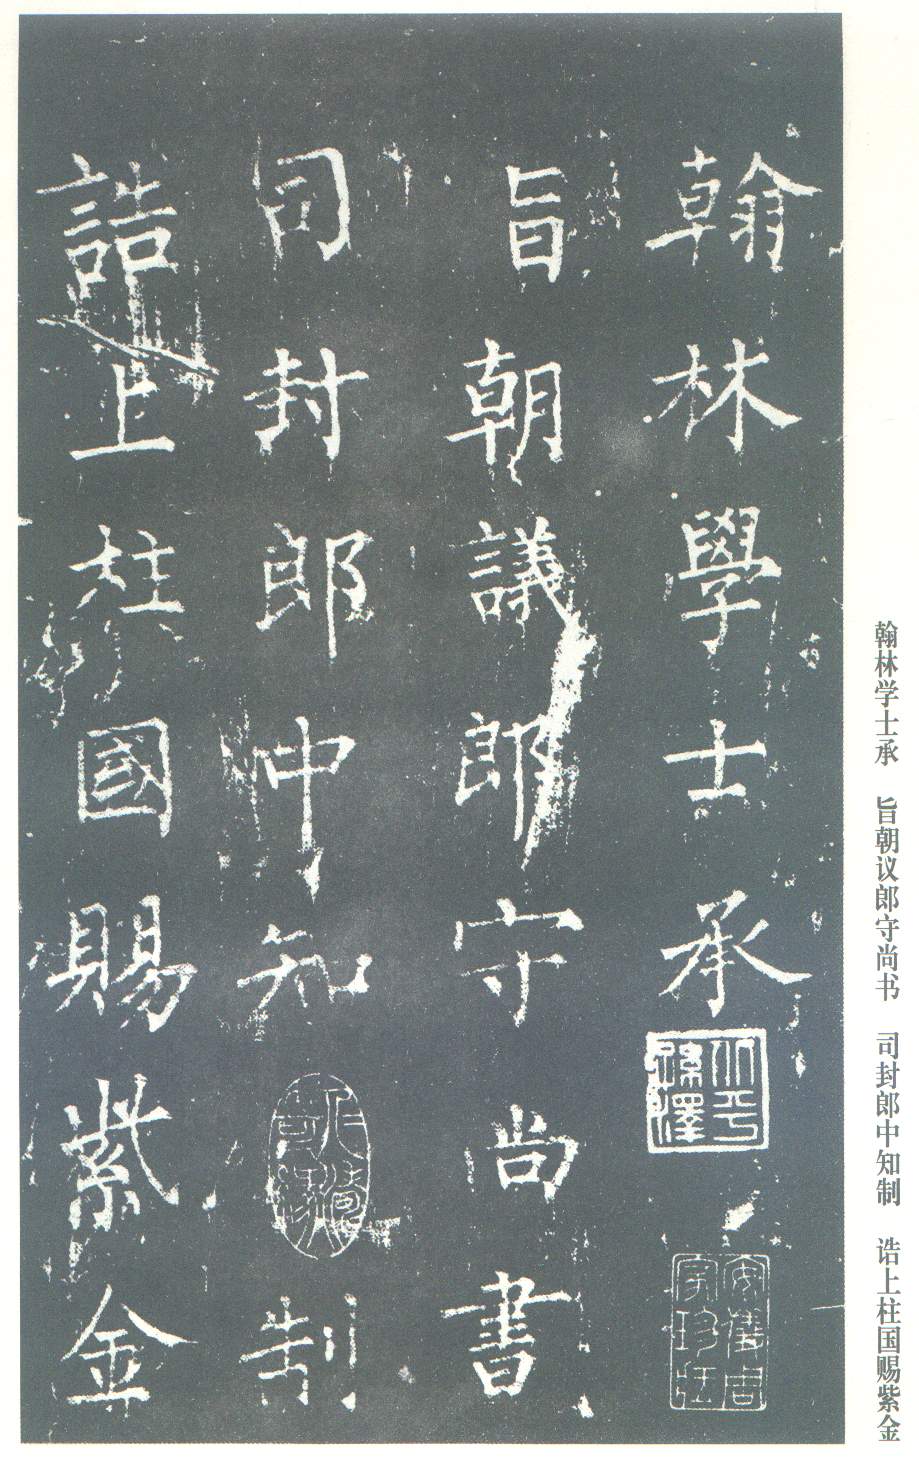 翰林學士承
旨朝議郎守尚書
司封郎中知制
誥上柱國賜紫金
翰林学士承 旨朝议郎守尚书 司封郎中知制 诰上柱国赐紫金